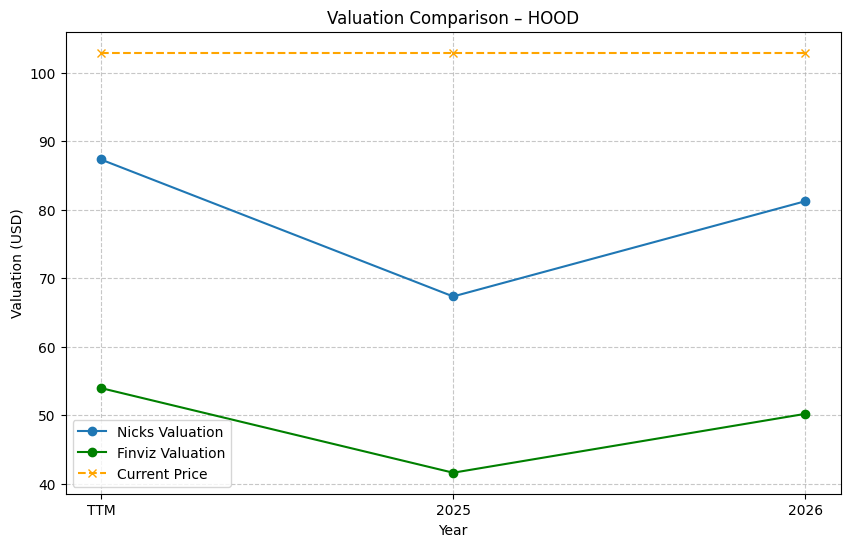 Valuation Comparison – HOOD
Valuation (USD)
100
90
80
70
60
50
40
Nicks Valuation
Finviz Valuation
Current Price
TTM 2025 2026
Year